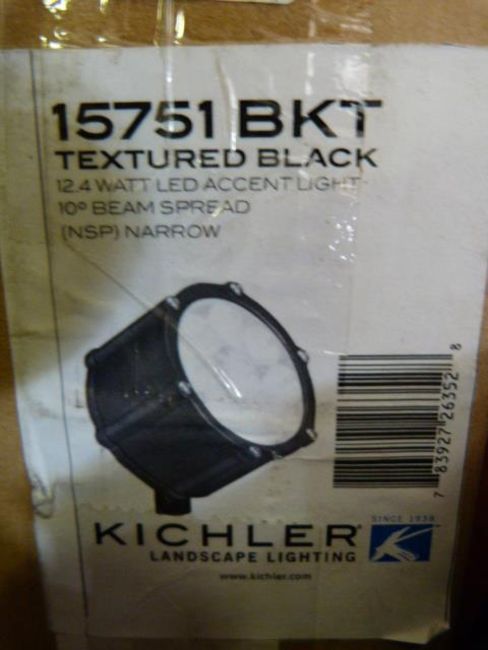 15751 BKT
TEXTURED BLACK
12.4 WATT LED ACCENT LIGHT
10° BEAM SPREAD
(NSP) NARROW
7 83927 26352 8
KICHLER®
SINCE 1938
LANDSCAPE LIGHTING
www.kichler.com